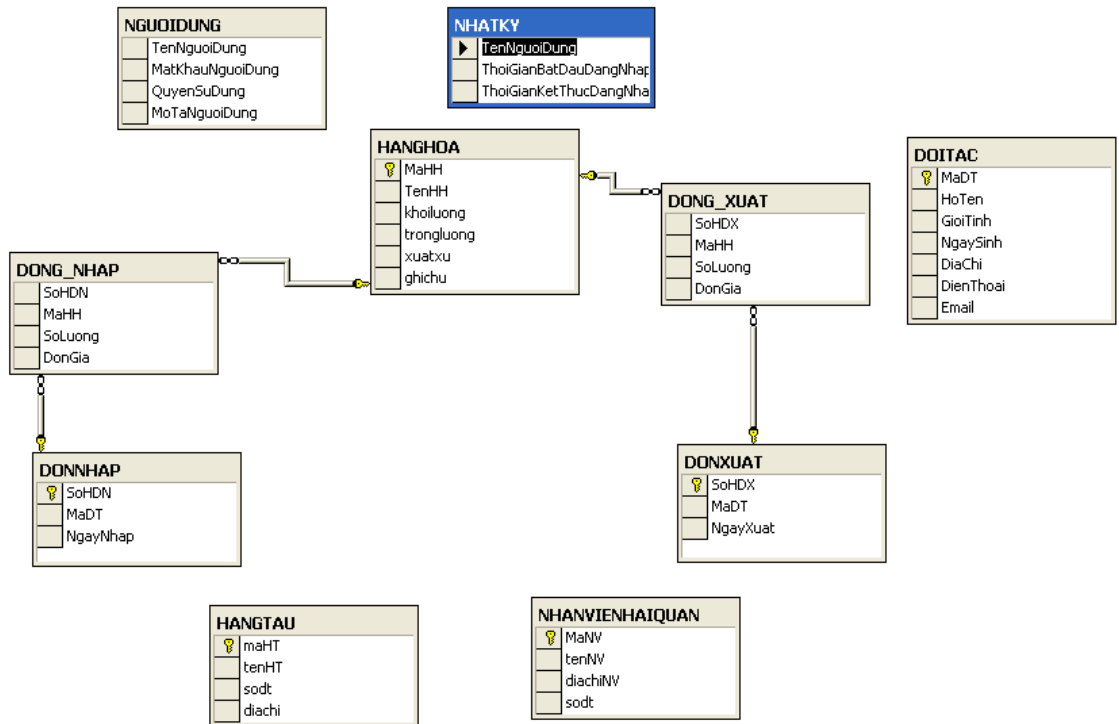 NGUOIDUNG
TenNguoiDung
MatKhauNguoiDung
QuyenSuDung
MoTaNguoiDung
NHATKY
TenNguoiDung
ThoiGianBatDauDangNhap
ThoiGianKetThucDangNha
HANGHOA
MaHH
TenHH
khoiluong
trongluong
xuatxu
ghichu
DOITAC
MaDT
HoTen
GioiTinh
NgaySinh
DiaChi
DienThoai
Email
DONG_XUAT
SoHDX
MaHH
SoLuong
DonGia
DONG_NHAP
SoHDN
MaHH
SoLuong
DonGia
DONNHAP
SoHDN
MaDT
NgayNhap
DONXUAT
SoHDX
MaDT
NgayXuat
HANGTAU
maHT
tenHT
sodt
diachi
NHANVIENHAIQUAN
MaNV
tenNV
diachiNV
sodt